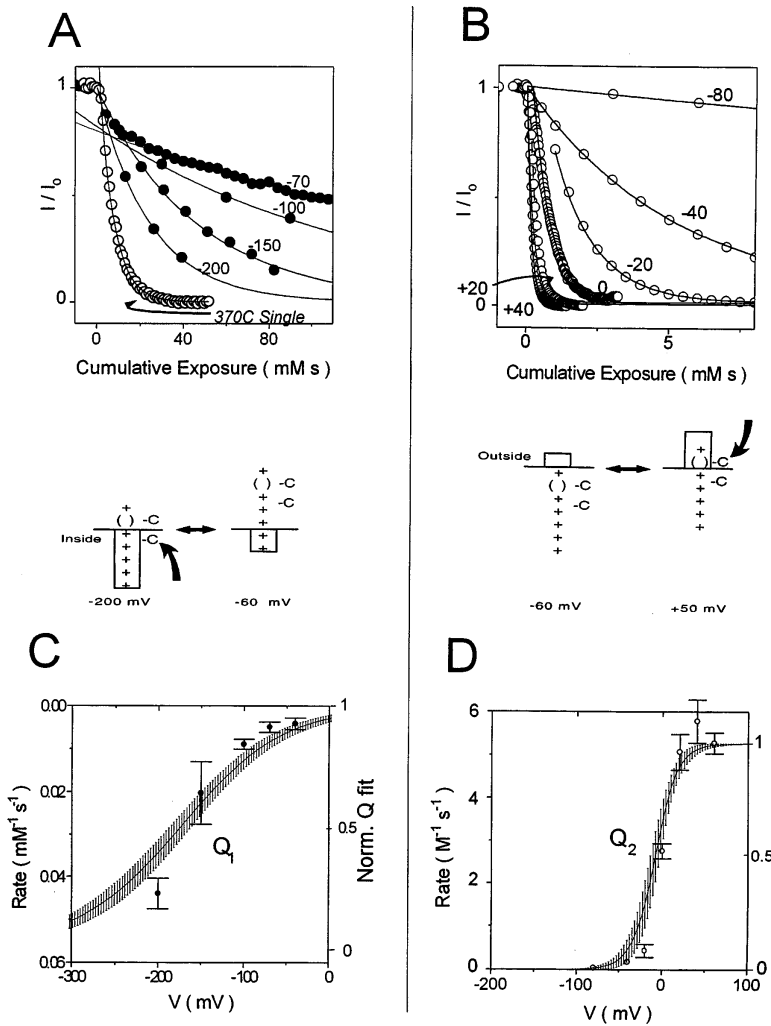 A
B
1
I / Io
0
-70
-100
-150
-200
370C Single
0 40 80
Cumulative Exposure ( mM s )
1
I / Io
0
-80
-40
-20
0
+20
+40
0 5
Cumulative Exposure ( mM s )
+
( ) -C
Inside
+ -C
+
+
+
+
-200 mV
+
( ) -C
+ -C
+
+
+
-60 mV
Outside
+
( ) -C
+ -C
+
+
+
+
-60 mV
+
( ) -C
+ -C
+
+
+
+
+50 mV
C
D
0.00
0.02
0.04
0.06
Rate ( mM-1 s-1 )
Q1
1
0.5
0
Norm. Q fit
-300 -200 -100 0
V ( mV )
6
4
2
0
Rate ( M-1 s-1 )
Q2
1
0.5
0
-200 -100 0 100
V ( mV )